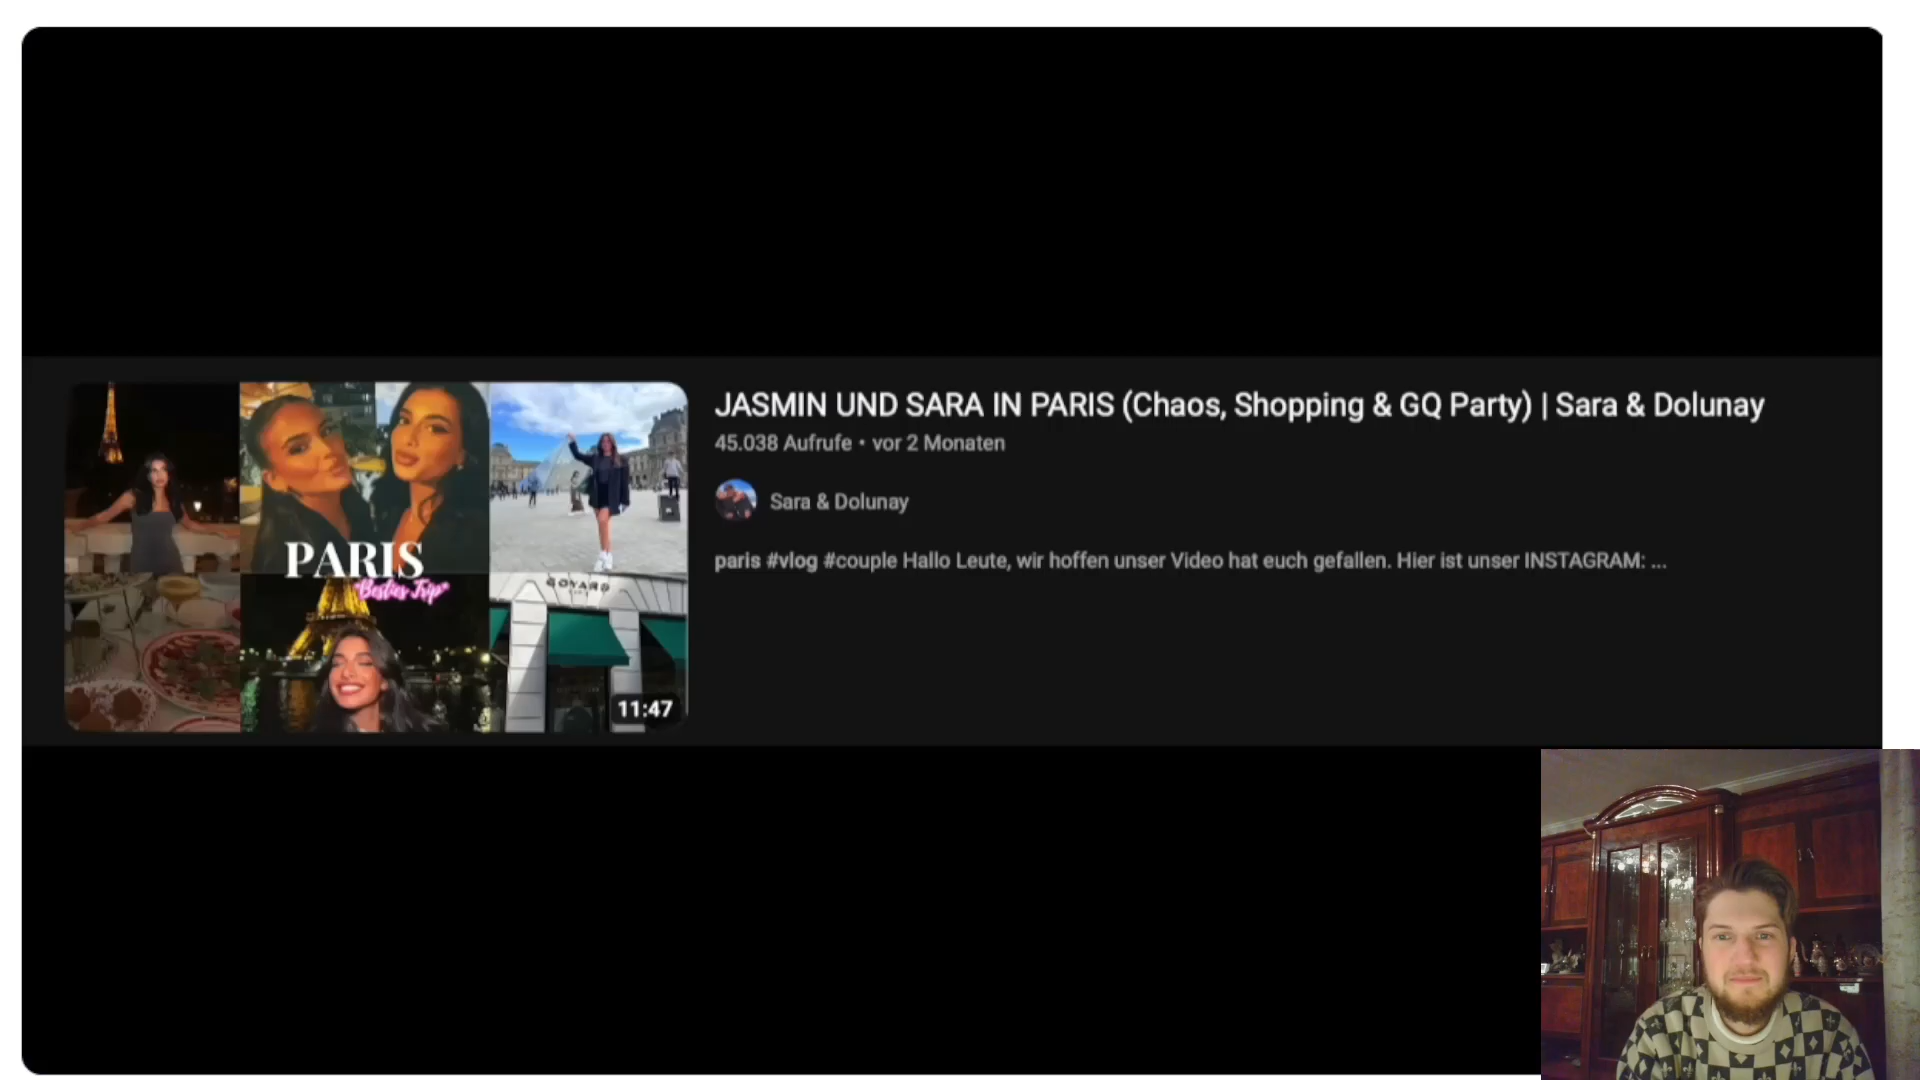 JASMIN UND SARA IN PARIS (Chaos, Shopping & GQ Party) | Sara & Dolunay
45.038 Aufrufe • vor 2 Monaten
Sara & Dolunay
paris #vlog #couple Hallo Leute, wir hoffen unser Video hat euch gefallen. Hier ist unser INSTAGRAM: ...
PARIS
*Besties Trip*
GOYARD
11:47